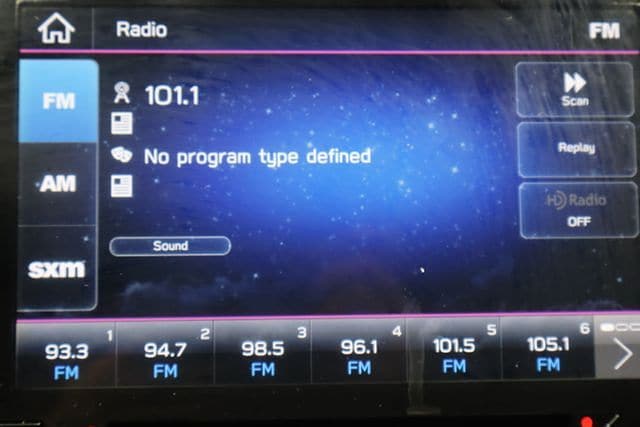 Radio
FM
FM
AM
sxm
101.1
No program type defined
Sound
Scan
Replay
HD Radio
OFF
1
93.3
FM
2
94.7
FM
3
98.5
FM
4
96.1
FM
5
101.5
FM
6
105.1
FM